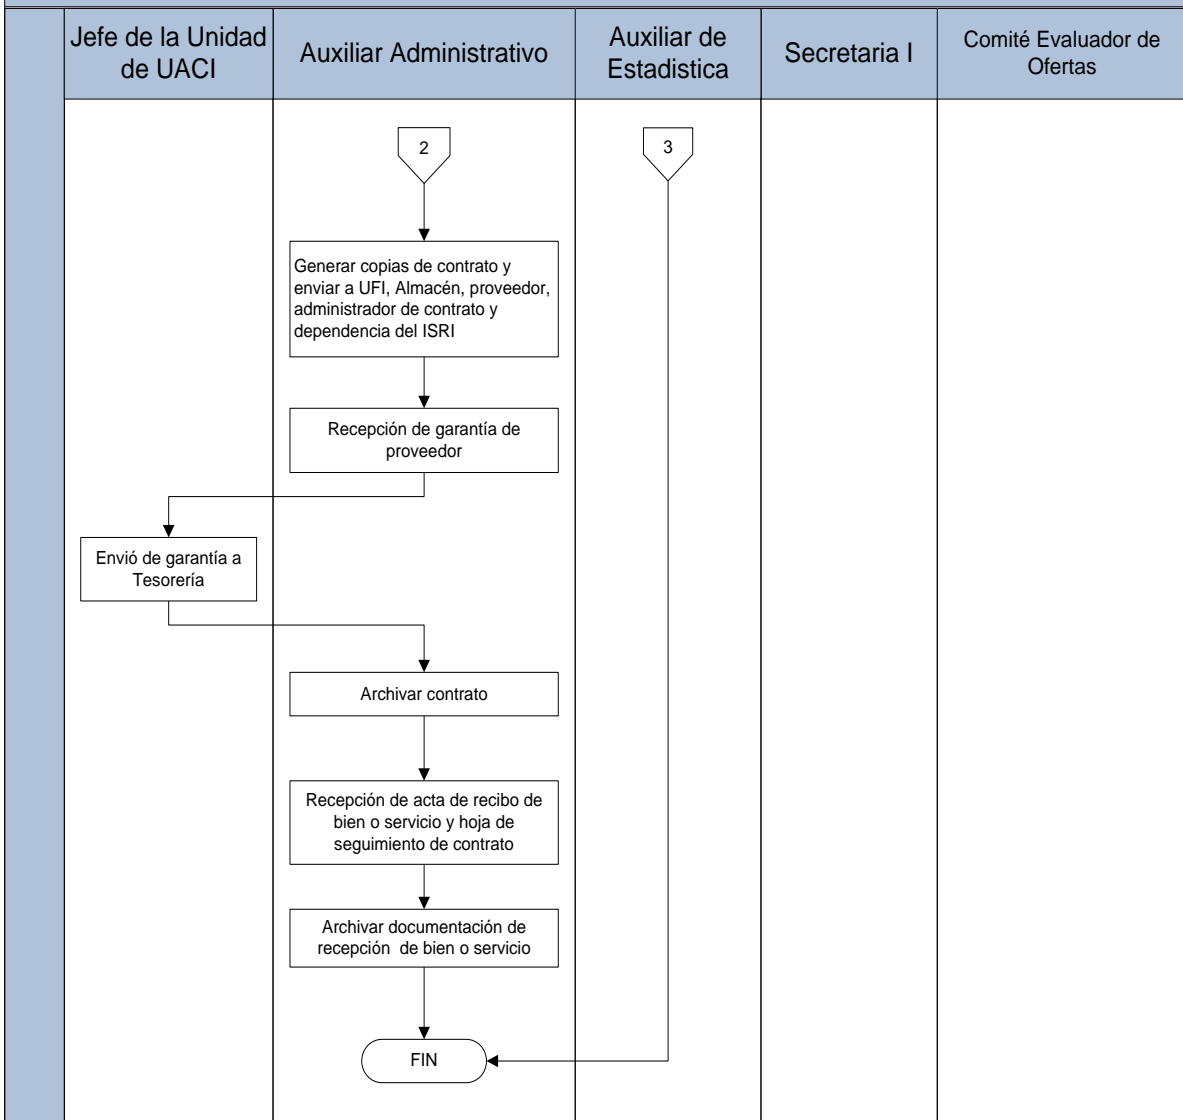 Jefe de la Unidad
de UACI
Auxiliar Administrativo
Auxiliar de
Estadistica
Secretaria I
Comité Evaluador de
Ofertas
2
3
Generar copias de contrato y
enviar a UFI, Almacén, proveedor,
administrador de contrato y
dependencia del ISRI
Recepción de garantía de
proveedor
Envió de garantía a
Tesorería
Archivar contrato
Recepción de acta de recibo de
bien o servicio y hoja de
seguimiento de contrato
Archivar documentación de
recepción de bien o servicio
FIN